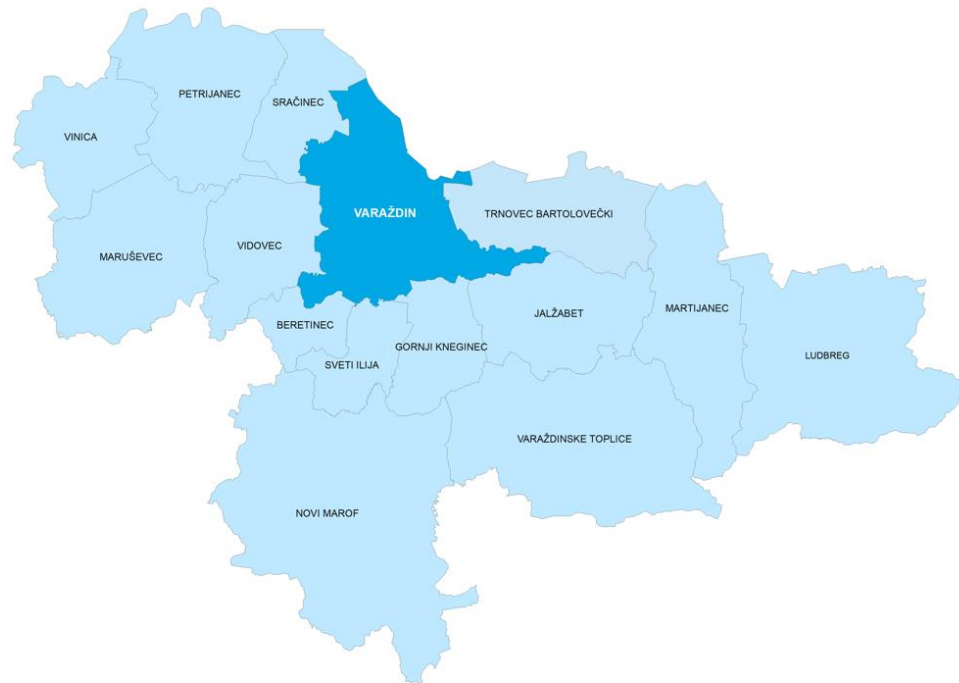 PETRIJANEC
SRAČINEC
VINICA
VARAŽDIN
TRNOVEC BARTOLOVEČKI
VIDOVEC
MARUŠEVEC
MARTIJANEC
JALŽABET
BERETINEC
GORNJI KNEGINEC
LUDBREG
SVETI ILIJA
VARAŽDINSKE TOPLICE
NOVI MAROF